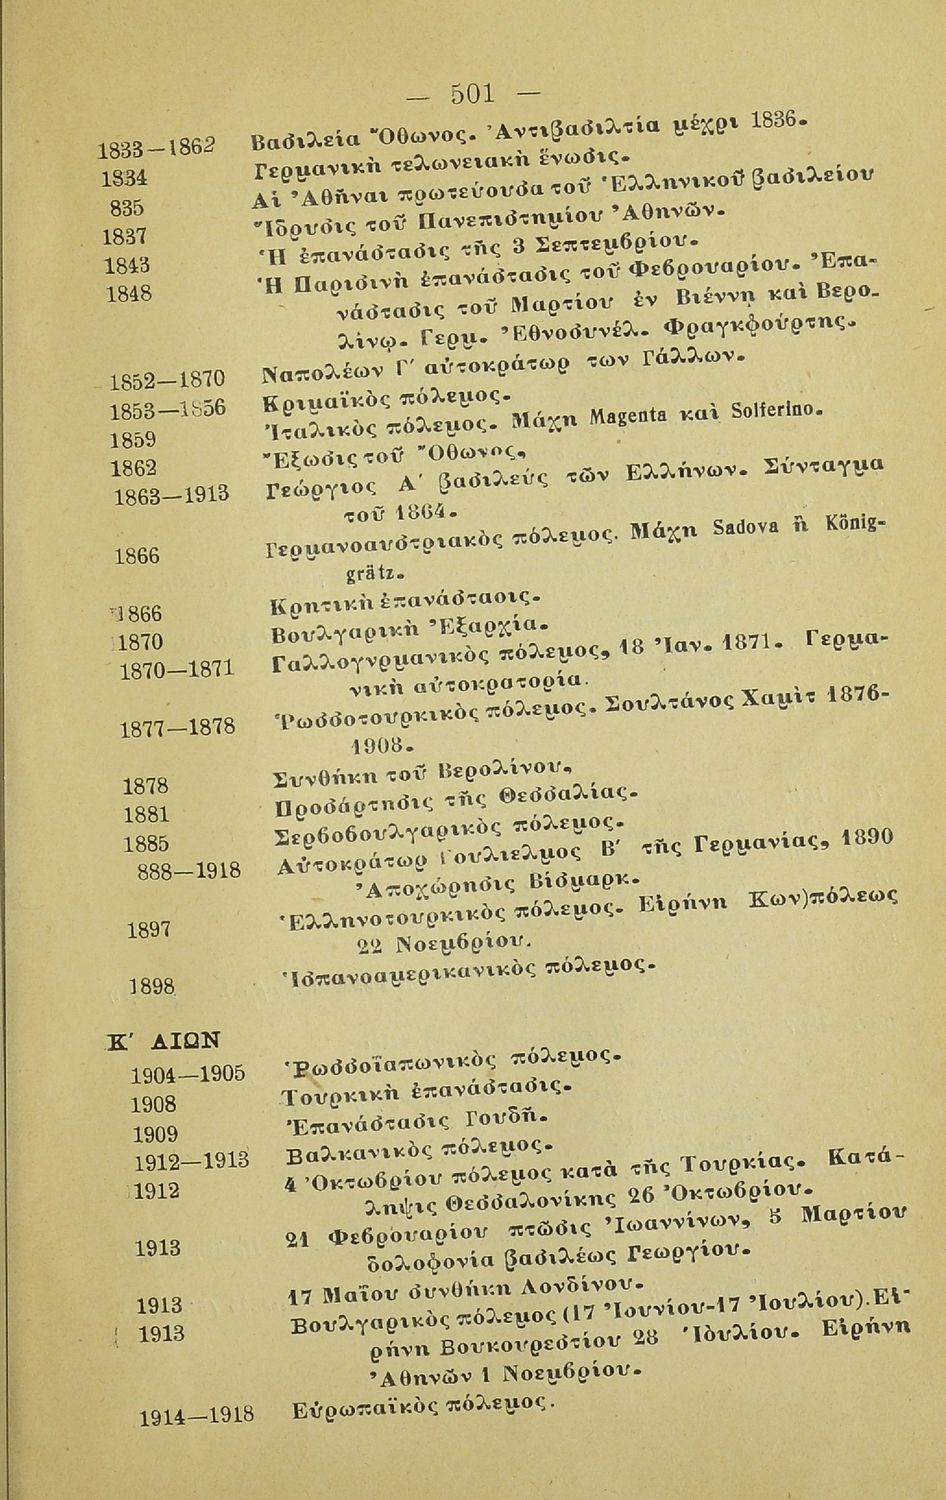 — 501 —
1833—1862 Βασιλεία Ὄθωνος. Ἀντιβασιλτία μέχρι 1836.
1834 Γερμανικὴ τελωνειακὴ ἕνωσις.
835 Αἱ Ἀθῆναι πρωτεύουσα τοῦ Ἑλληνικοῦ βασιλείου
1837 Ἵδρυσις τοῦ Πανεπιστημίου Ἀθηνῶν.
1843 Ἡ ἐπανάστασις τῆς 3 Σεπτεμβρίου.
1848 Ἡ Παρισινὴ ἐπανάστασις τοῦ Φεβρουαρίου. Ἐπα-
νάστασις τοῦ Μαρτίου ἐν Βιέννῃ καὶ Βερο-
λίνῳ. Γερμ. Ἐθνοσυνέλ. Φραγκφούρτης.
1852—1870 Ναπολέων Γ′ αὐτοκράτωρ των Γάλλων.
1853—1856 Κριμαϊκὸς πόλεμος.
1859 Ἰταλικὸς πόλεμος. Μάχη Magenta καὶ Solferino.
1862 Ἔξωσις τοῦ Ὄθωνος,
1863—1913 Γεώργιος Α′ βασιλεύς τῶν Ελλήνων. Σύνταγμα
τοῦ 1864.
1866 Γερμανοαυστριακὸς πόλεμος. Μάχη Sadova ἢ König-
grätz.
1866 Κρητικὴ ἐπανάσταοις.
1870 Βουλγαρικὴ Ἐξαρχία.
1870—1871 Γαλλογνρμανικὸς πόλεμος, 18 Ἰαν. 1871. Γερμα-
νικὴ αὐτοκρατορία.
1877—1878 Ῥωσσοτουρκικὸς πόλεμος. Σουλτάνος Χαμὶτ 1876-
1908.
1878 Συνθήκη τοῦ Βερολίνου,
1881 Προσάρτησις τῆς Θεσσαλίας.
1885 Σερβοβουλγαρικὸς πόλεμος.
888—1918 Αὐτοκράτωρ Γουλιελμος Β′ τῆς Γερμανίας, 1890
Ἀποχώρησις Βίσμαρκ.
1897 Ἑλληνοτουρκικὸς πόλεμος. Εἰρήνη Κων)πόλεως
22 Νοεμβρίου.
1898 Ἱσπανοαμερικανικὸς πόλεμος.
Κ′ ΑΙΩΝ
1904—1905 Ῥωσσοϊαπωνικὸς πόλεμος.
1908 Τουρκικὴ ἐπανάστασις.
1909 Ἐπανάστασις Γουδῆ.
1912—1913 Βαλκανικὸς πόλεμος.
1912 4 Ὀκτωβρίου πόλεμος κατὰ τῆς Τουρκίας. Κατά-
ληψις Θεσσαλονίκης 26 Ὀκτωβρίου.
1913 21 Φεβρουαρίου πτῶσις Ἰωαννίνων, 5 Μαρτίου
δολοφονία βασιλέως Γεωργίου.
1913 17 Μαΐου συνθήκη Λονδίνου.
1913 Βουλγαρικὸς πόλεμος (17 Ἰουνίου-17 Ἰουλίου). Εἰ-
ρήνη Βουκουρεστίου 28 Ἰὸυλίου. Εἰρήνη
Ἀθηνῶν 1 Νοεμβρίου.
1914—1918 Εὐρωπαϊκὸς πόλεμος.